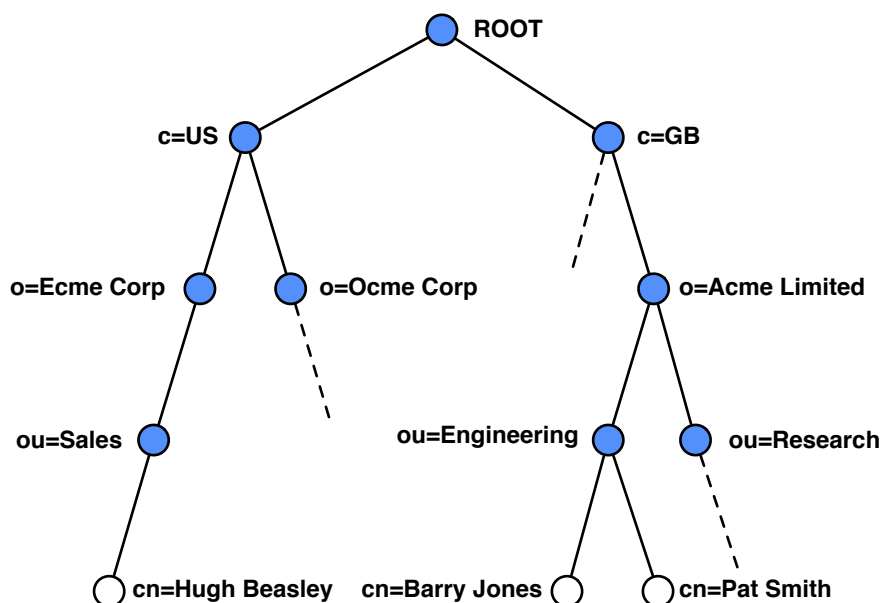 ROOT
c=US
c=GB
o=Ecme Corp
o=Ocme Corp
o=Acme Limited
ou=Sales
ou=Engineering
ou=Research
cn=Hugh Beasley
cn=Barry Jones
cn=Pat Smith